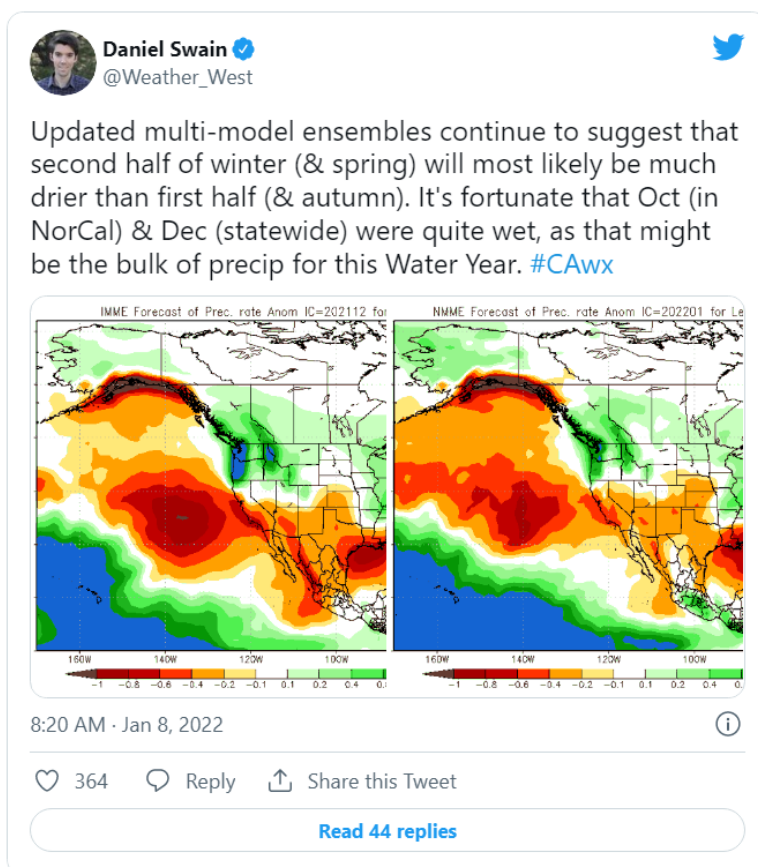 Daniel Swain
@Weather_West
Updated multi-model ensembles continue to suggest that
second half of winter (& spring) will most likely be much
drier than first half (& autumn). It's fortunate that Oct (in
NorCal) & Dec (statewide) were quite wet, as that might
be the bulk of precip for this Water Year. #CAwx
IMME Forecast of Prec. rate Anom IC=202112 for
NMME Forecast of Prec. rate Anom IC=202201 for Le
160W 140W 120W 100W
160W 140W 120W 100W
-1 -0.8 -0.6 -0.4 -0.2 -0.1 0.1 0.2 0.4
-1 -0.8 -0.6 -0.4 -0.2 -0.1 0.1 0.2 0.4
8:20 AM · Jan 8, 2022
364 Reply Share this Tweet
Read 44 replies